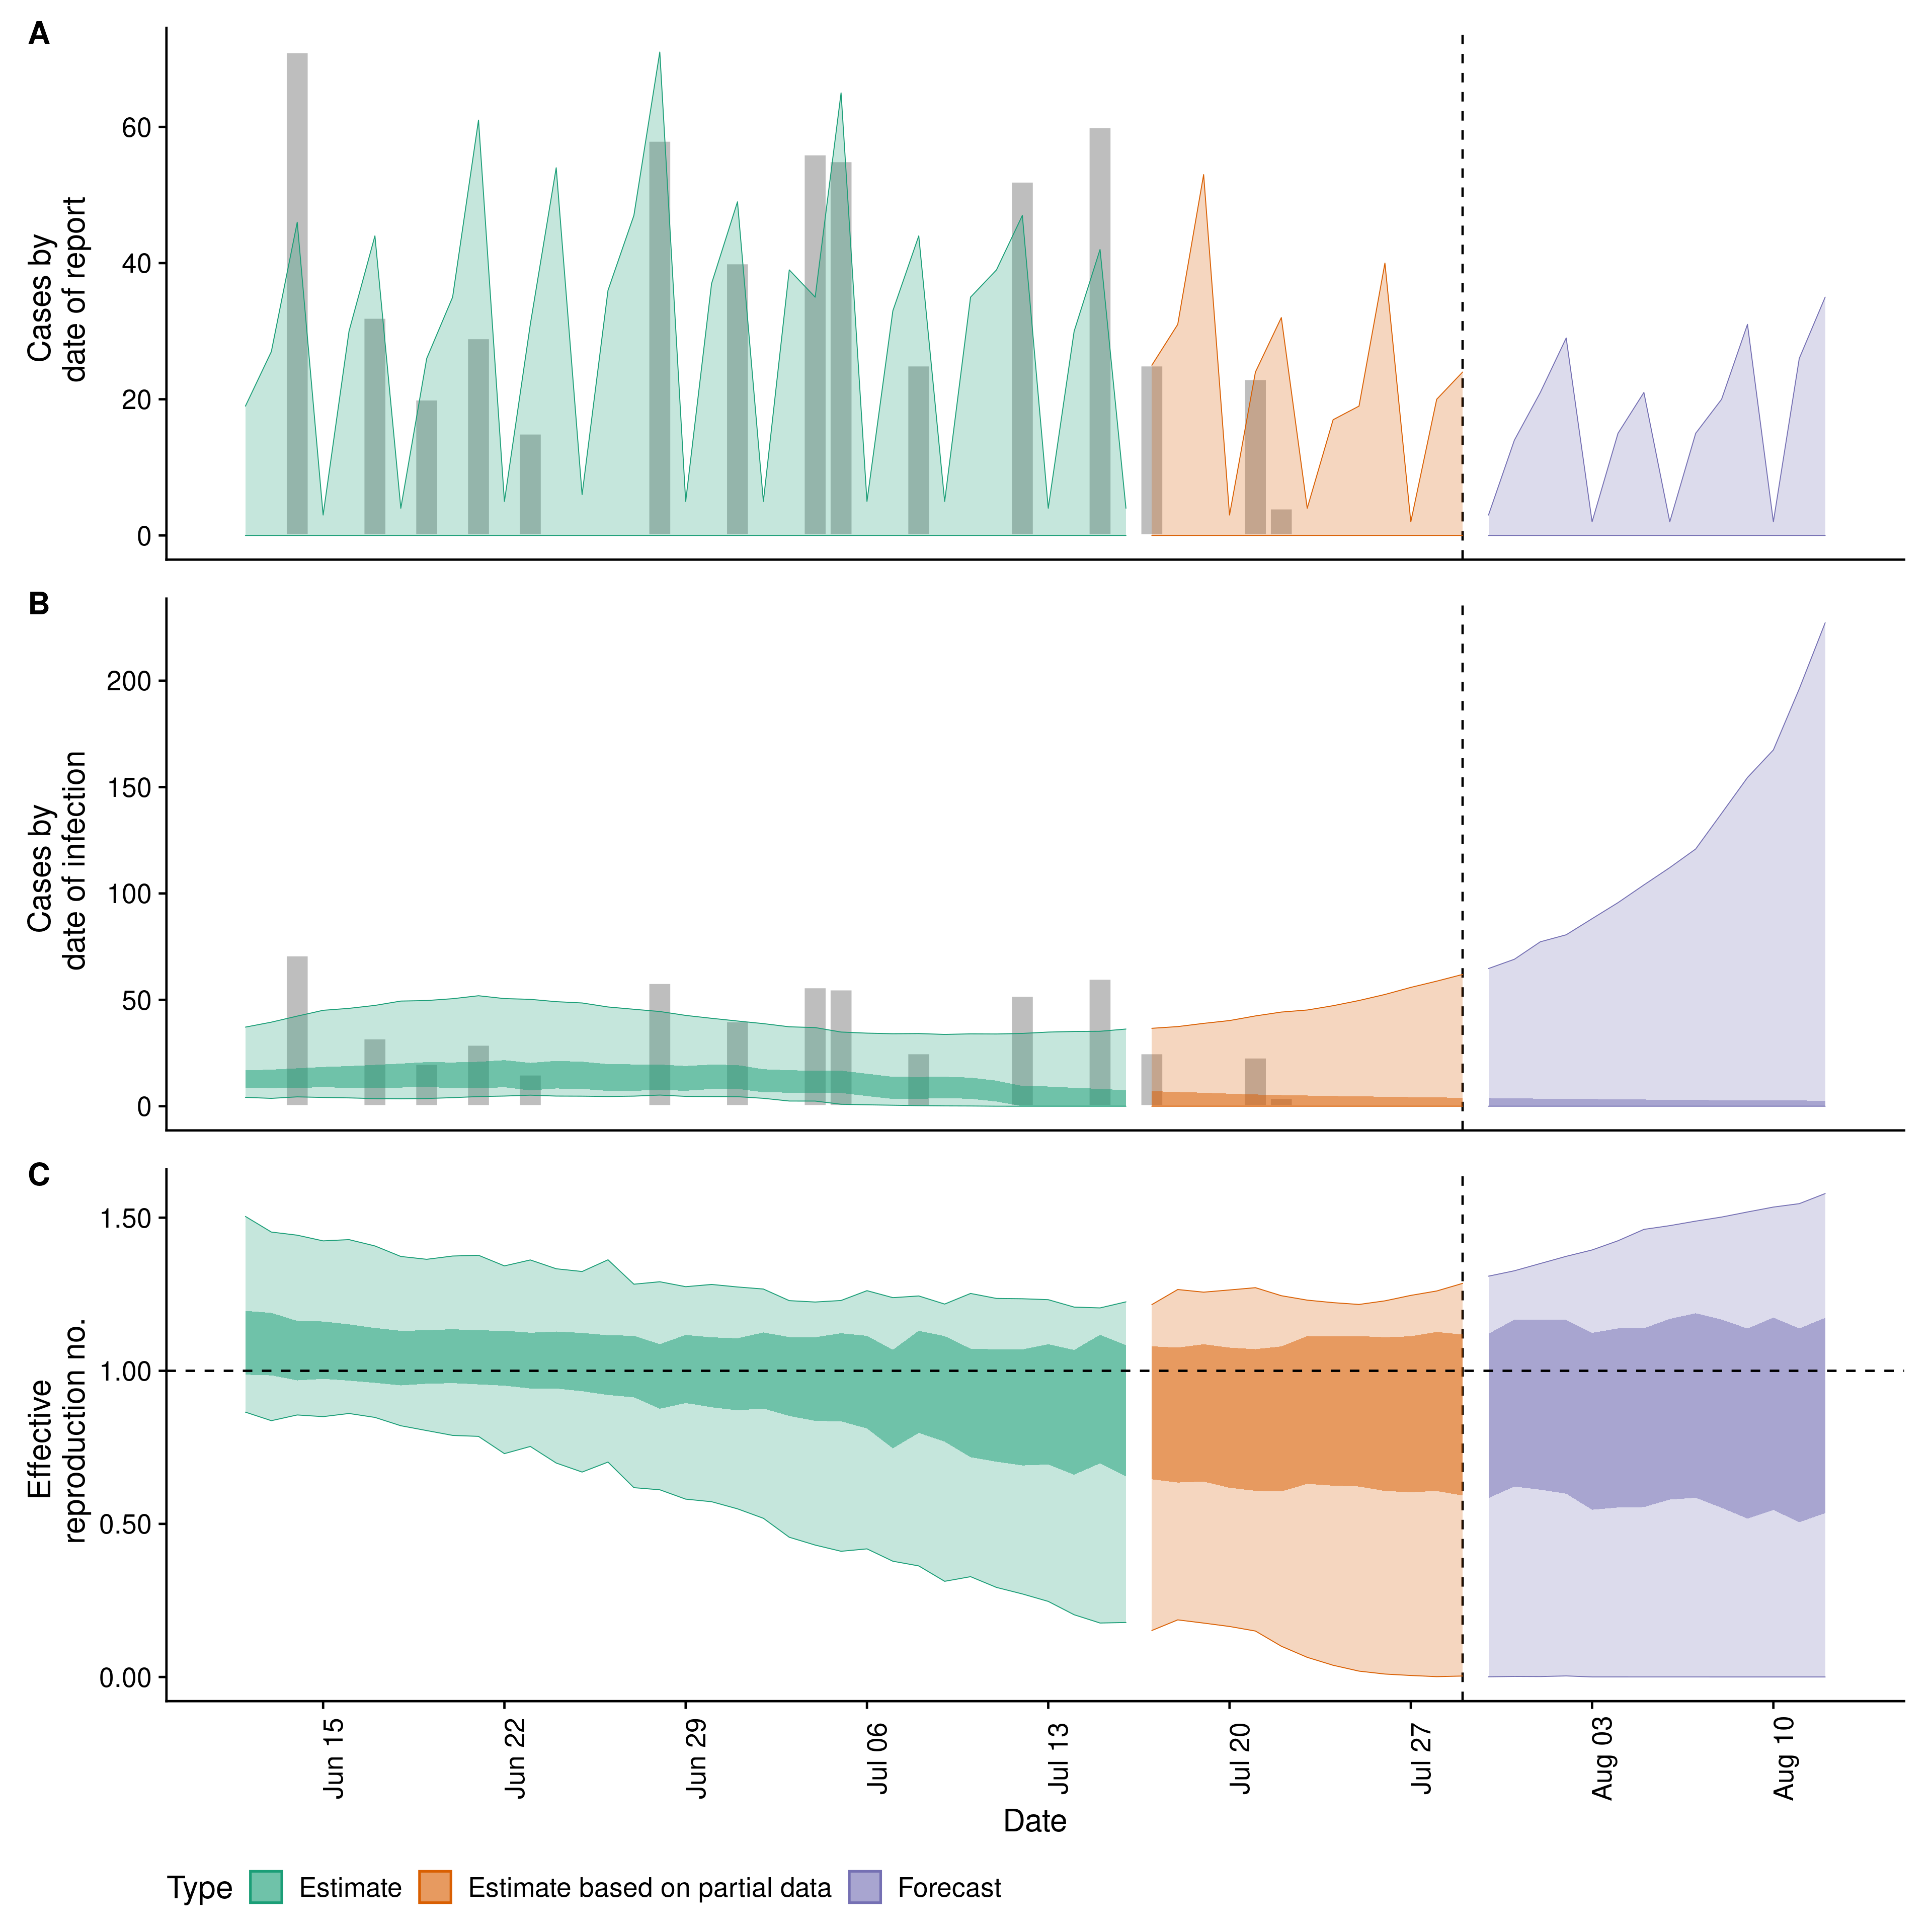 A
Cases by
date of report
60
40
20
0
B
Cases by
date of infection
200
150
100
50
0
C
Effective
reproduction no.
1.50
1.00
0.50
0.00
Jun 15
Jun 22
Jun 29
Jul 06
Jul 13
Jul 20
Jul 27
Aug 03
Aug 10
Date
Type Estimate Estimate based on partial data Forecast